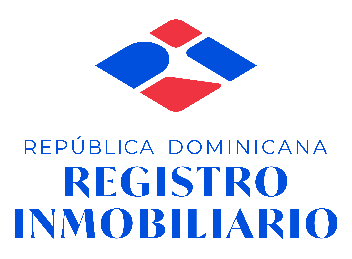 REPÚBLICA DOMINICANA
REGISTRO
INMOBILIARIO